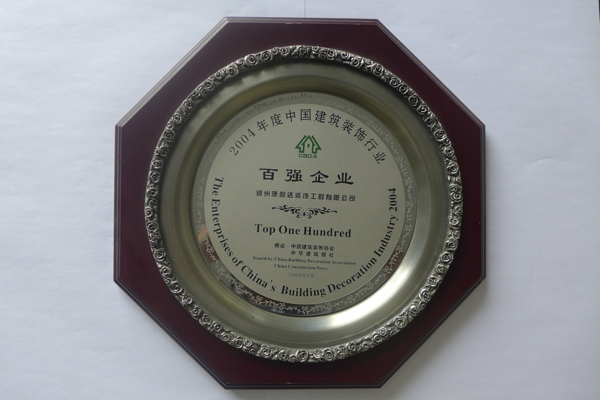 2004年度中国建筑装饰行业
CBDA
百强企业
Top One Hundred
颁证：中国建筑装饰协会
中华建筑报社
Issued by:China Building Decoration Association
China Construction News
The Enterprises of China's Building Decoration Industry 2004